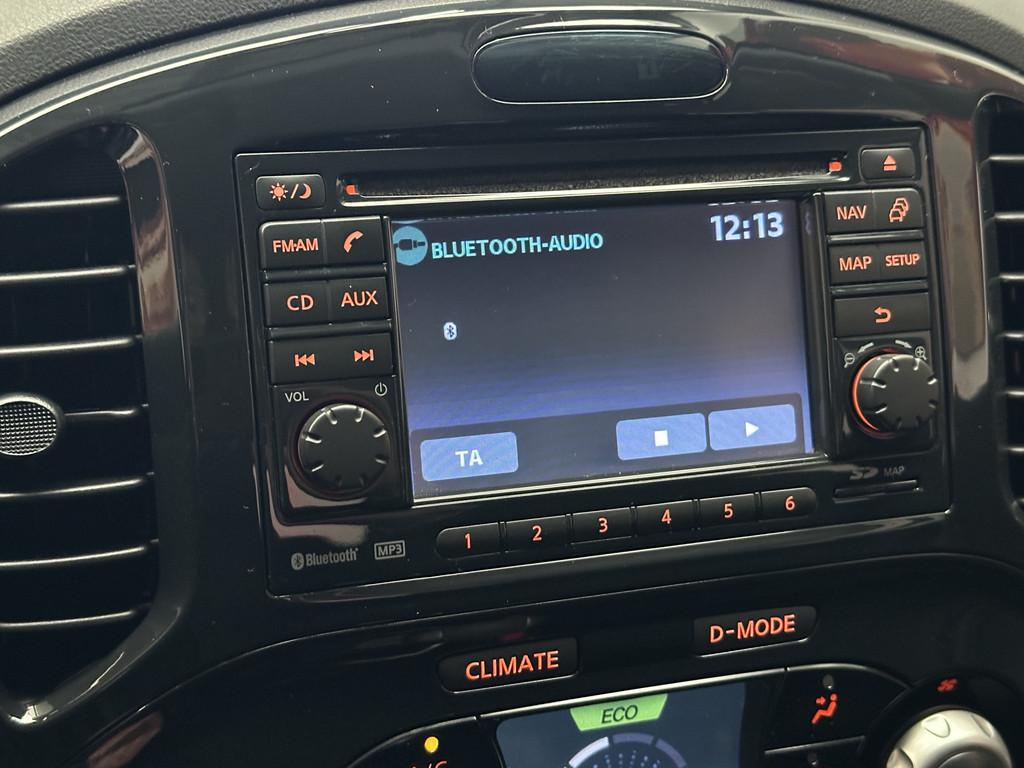 NAV
FM·AM
BLUETOOTH-AUDIO
12:13
MAP
SETUP
CD
AUX
VOL
TA
SD
MAP
1
2
3
4
5
6
Bluetooth
MP3
CLIMATE
D-MODE
ECO